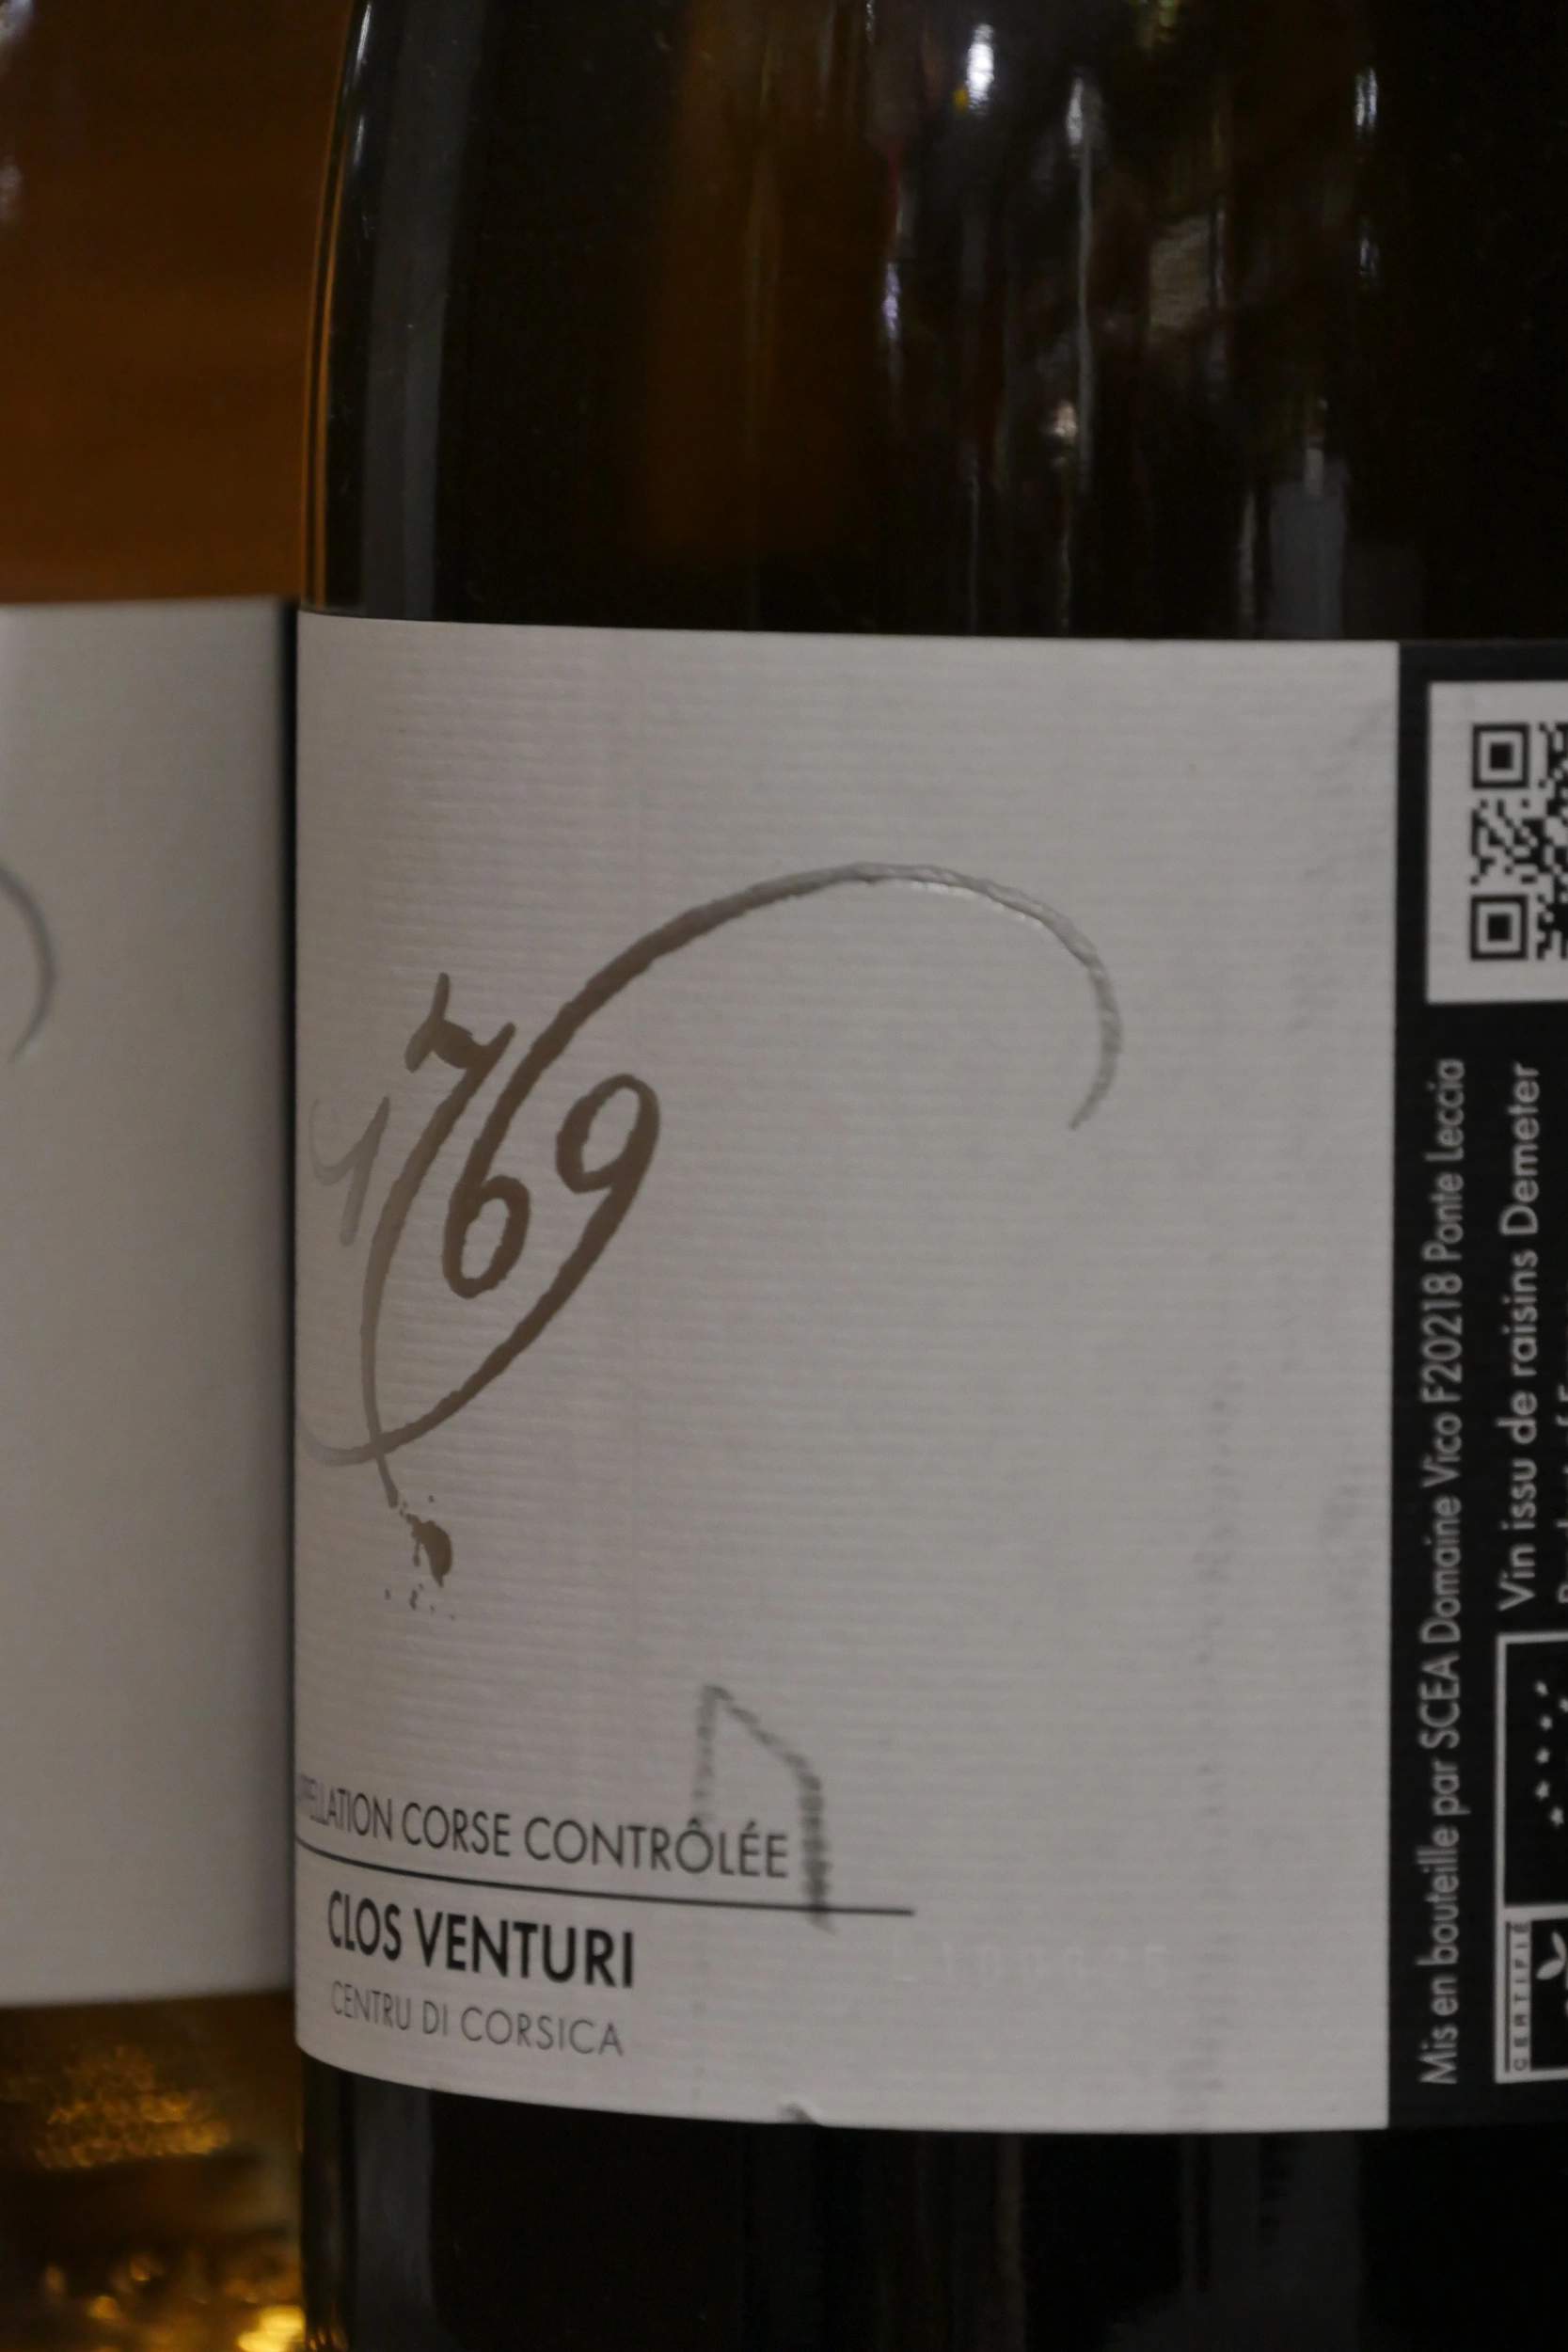 1769
CORSE CONTRÔLÉE
CLOS VENTURI
CENTRU DI CORSICA
Mis en bouteille par SCEA Domaine Vico F20218 Ponte Leccia
Vin issu de raisins Demeter
CERTIFIÉ